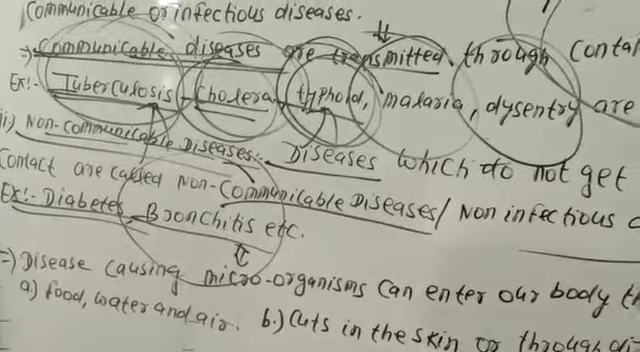 Communicable or infectious diseases.
⇒ Communicable diseases are transmitted through
Ex:- Tuberculosis, Cholera, typhoid, malaria, dysentry are
ii) Non-Communicable Diseases:- Diseases which do not get
Contact are called Non-Communicable Diseases/ Non infectious
Ex:- Diabetes, Bronchitis etc.
⇒) Disease causing micro-organisms can enter our body
a) food, water and air. b.) Cuts in the skin or through